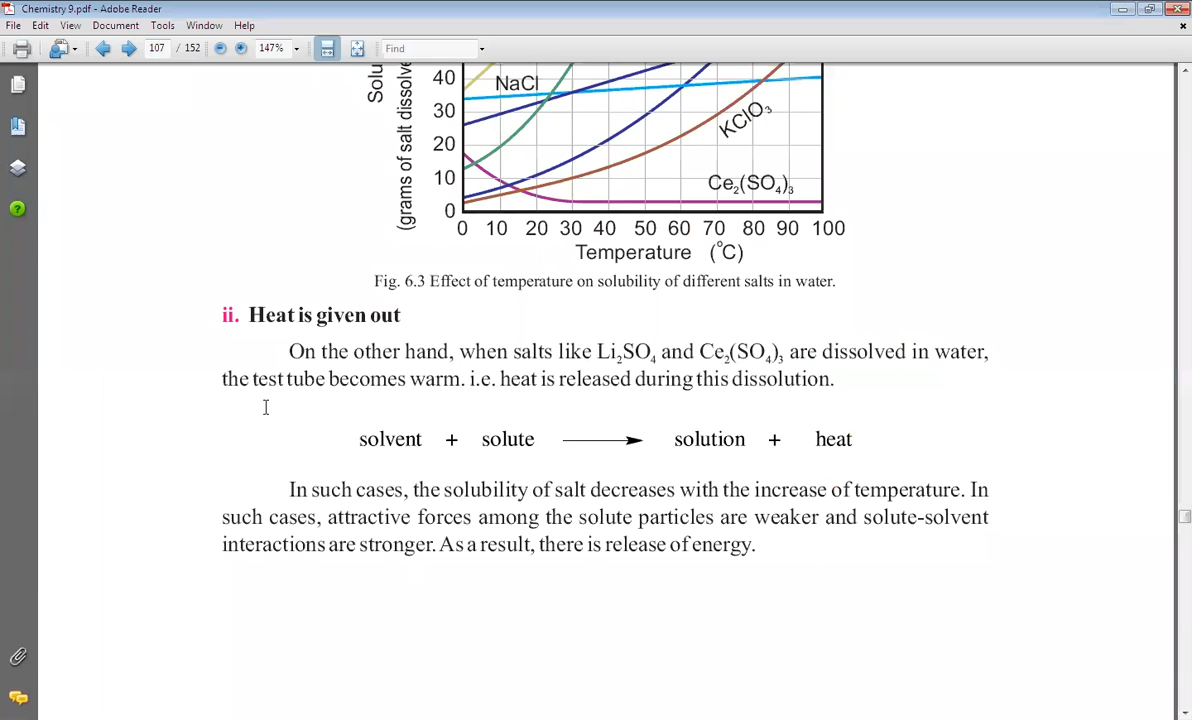 Chemistry 9.pdf - Adobe Reader
File Edit View Document Tools Window Help
107 / 152 147% Find
Solu
(grams of salt dissolve
40
30
20
10
0
NaCl
KClO₃
Ce₂(SO₄)₃
0 10 20 30 40 50 60 70 80 90 100
Temperature (°C)
Fig. 6.3 Effect of temperature on solubility of different salts in water.
ii. Heat is given out
On the other hand, when salts like Li₂SO₄ and Ce₂(SO₄)₃ are dissolved in water,
the test tube becomes warm. i.e. heat is released during this dissolution.
solvent + solute ⟶ solution + heat
In such cases, the solubility of salt decreases with the increase of temperature. In
such cases, attractive forces among the solute particles are weaker and solute-solvent
interactions are stronger. As a result, there is release of energy.